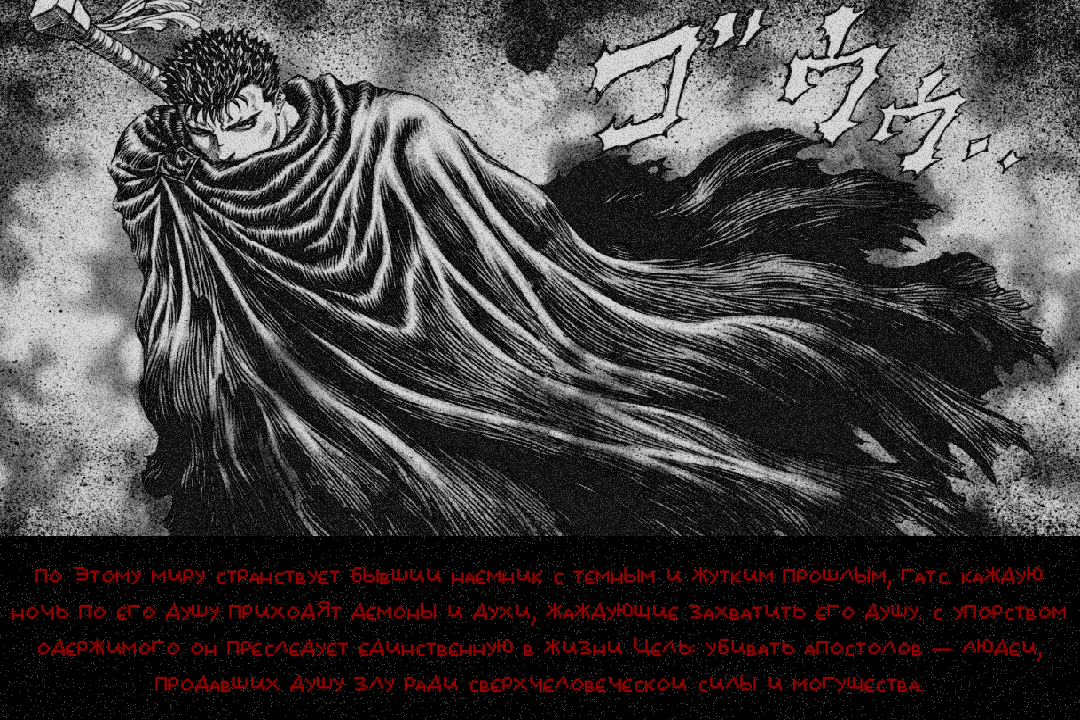 ゴウゥ..
По Этому миру странствует бывший наемник с темным и жутким прошлым, Гатс. каждую
ночь по его душу приходЯт демоны и духи, жаждующие захватить его душу. с упорством
одержимого он преследует единственную в жизни Цель: убивать апостолов — людей,
продавших душу злу ради сверхчеловеческой силы и могущества.